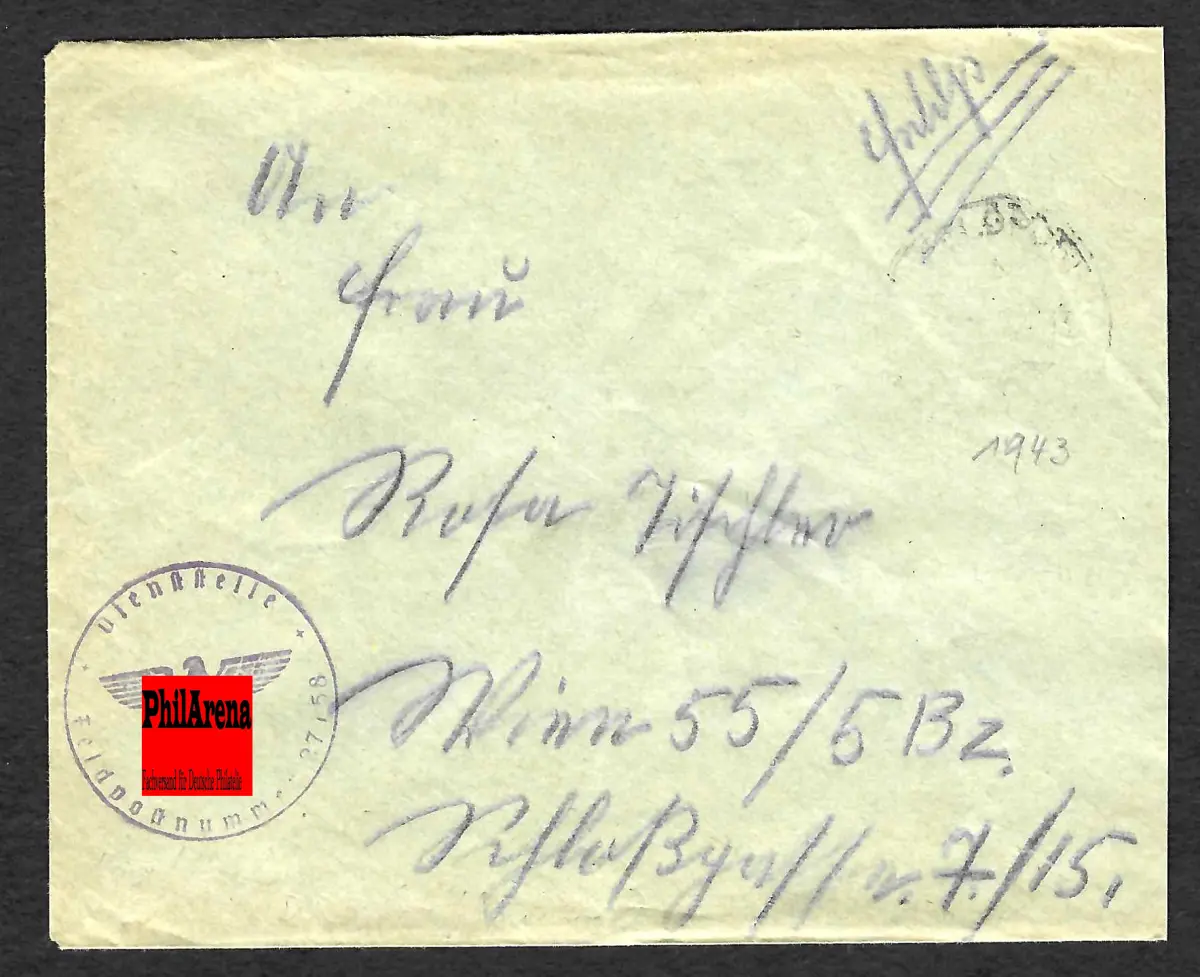 Feldpost
An
Frau
1943
Rosa Tischler
Wien 55/5 Bz.
Schloßgasse 7./15.
Dienststelle
Feldpostnummer 27158
PhilArena
Fachversand für Deutsche Philatelie